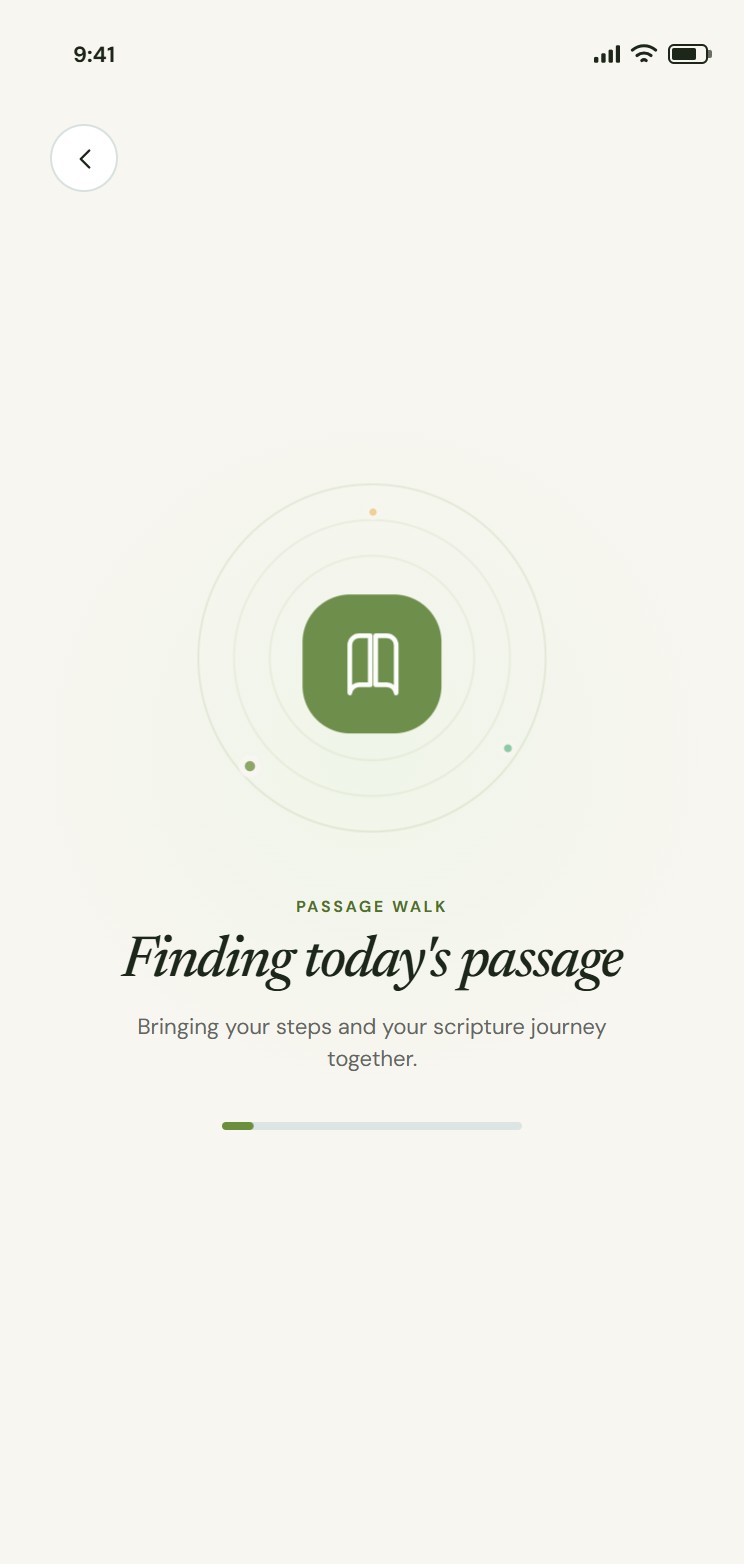 9:41
PASSAGE WALK
Finding today's passage
Bringing your steps and your scripture journey
together.